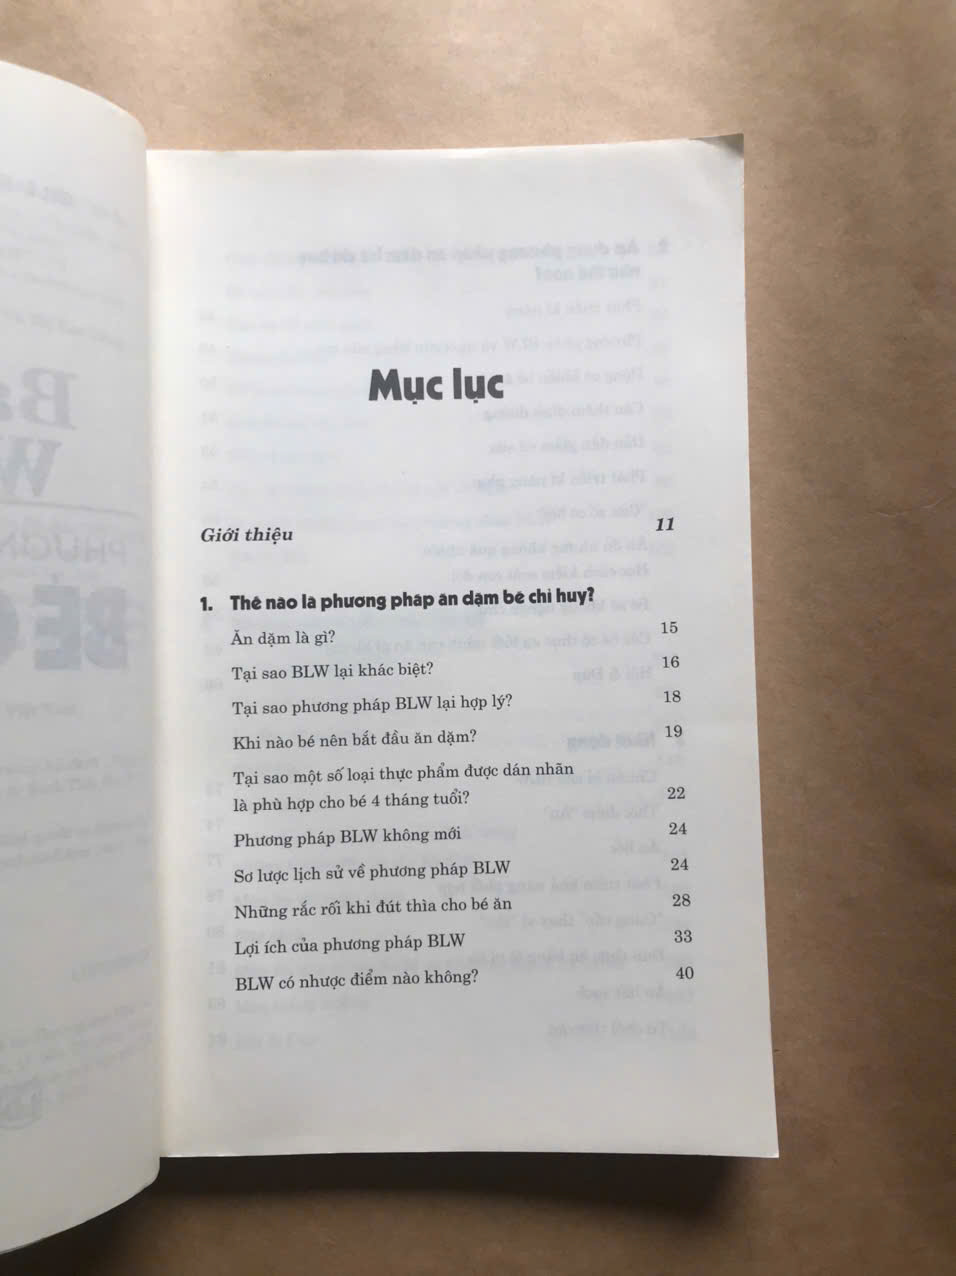 Mục lục
Giới thiệu 11
1. Thế nào là phương pháp ăn dặm bé chỉ huy?
Ăn dặm là gì? 15
Tại sao BLW lại khác biệt? 16
Tại sao phương pháp BLW lại hợp lý? 18
Khi nào bé nên bắt đầu ăn dặm? 19
Tại sao một số loại thực phẩm được dán nhãn
là phù hợp cho bé 4 tháng tuổi? 22
Phương pháp BLW không mới 24
Sơ lược lịch sử về phương pháp BLW 24
Những rắc rối khi đút thìa cho bé ăn 28
Lợi ích của phương pháp BLW 33
BLW có nhược điểm nào không? 40